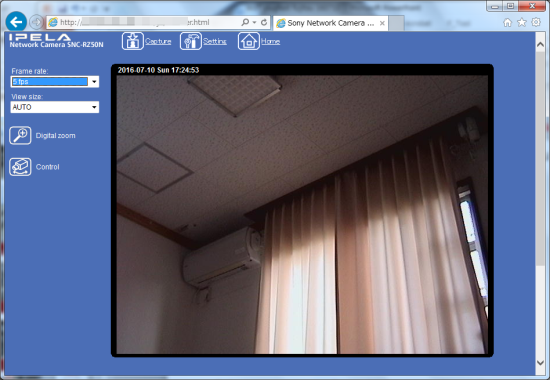 http://
er.html
Sony Network Camera ...
IPELA
Network Camera SNC-RZ50N
Capture
Setting
Home
Frame rate:
5 fps
View size:
AUTO
Digital zoom
Control
2016-07-10 Sun 17:24:53